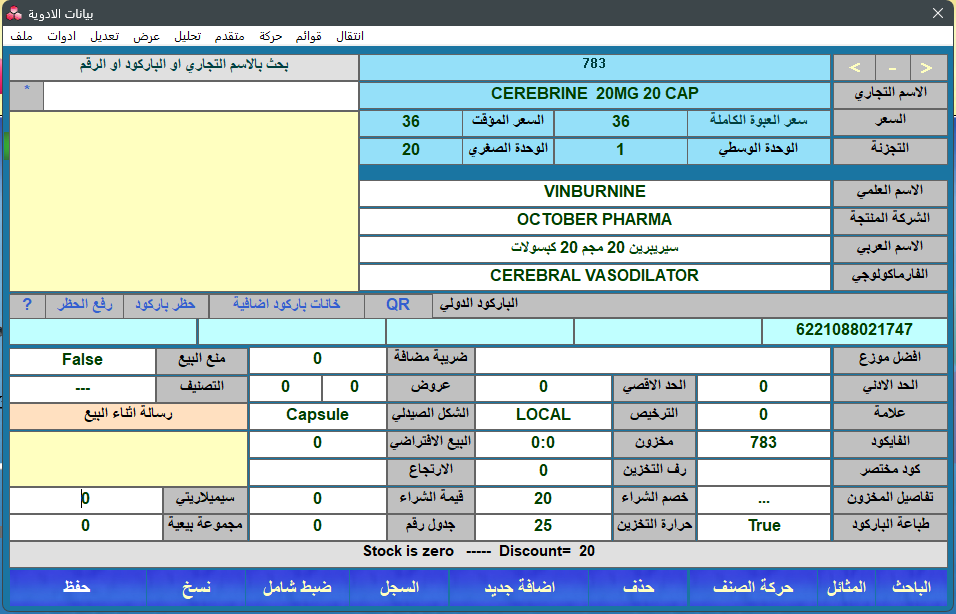 بيانات الادوية
ملف ادوات تعديل عرض تحليل متقدم حركة قوائم انتقال
بحث بالاسم التجاري او الباركود او الرقم
783
< - >
*
الاسم التجاري CEREBRINE 20MG 20 CAP
السعر سعر العبوة الكاملة 36 السعر المؤقت 36
التجزئة الوحدة الوسطي 1 الوحدة الصغري 20
الاسم العلمي VINBURNINE
الشركة المنتجة OCTOBER PHARMA
الاسم العربي سيريبرين 20 مجم 20 كبسولات
الفارماكولوجي CEREBRAL VASODILATOR
الباركود الدولي QR خانات باركود اضافية حظر باركود رفع الحظر ?
6221088021747
افضل موزع ضريبة مضافة 0 منع البيع False
الحد الادني 0 الحد الاقصي 0 عروض 0 0 التصنيف ---
علامة 0 الترخيص LOCAL الشكل الصيدلي Capsule رسالة اثناء البيع
الفايكود 783 مخزون 0:0 البيع الافتراضي 0
كود مختصر رف التخزين 0 الارتجاع
تفاصيل المخزون ... خصم الشراء 20 قيمة الشراء 0 سيميلاريتي 0
طباعة الباركود True حرارة التخزين 25 جدول رقم 0 مجموعة بيعية 0
Stock is zero ----- Discount= 20
الباحث المثائل حركة الصنف حذف اضافة جديد السجل ضبط شامل نسخ حفظ